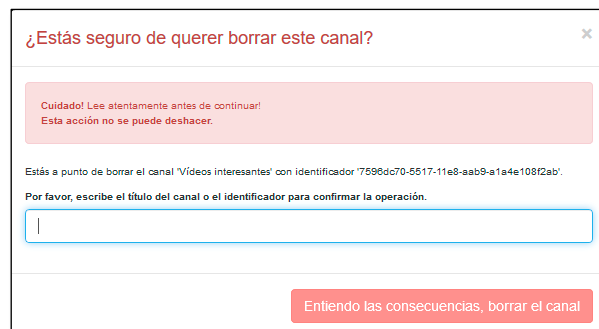 ¿Estás seguro de querer borrar este canal?
×
Cuidado! Lee atentamente antes de continuar!
Esta acción no se puede deshacer.
Estás a punto de borrar el canal 'Vídeos interesantes' con identificador '7596dc70-5517-11e8-aab9-a1a4e108f2ab'.
Por favor, escribe el título del canal o el identificador para confirmar la operación.
Entiendo las consecuencias, borrar el canal